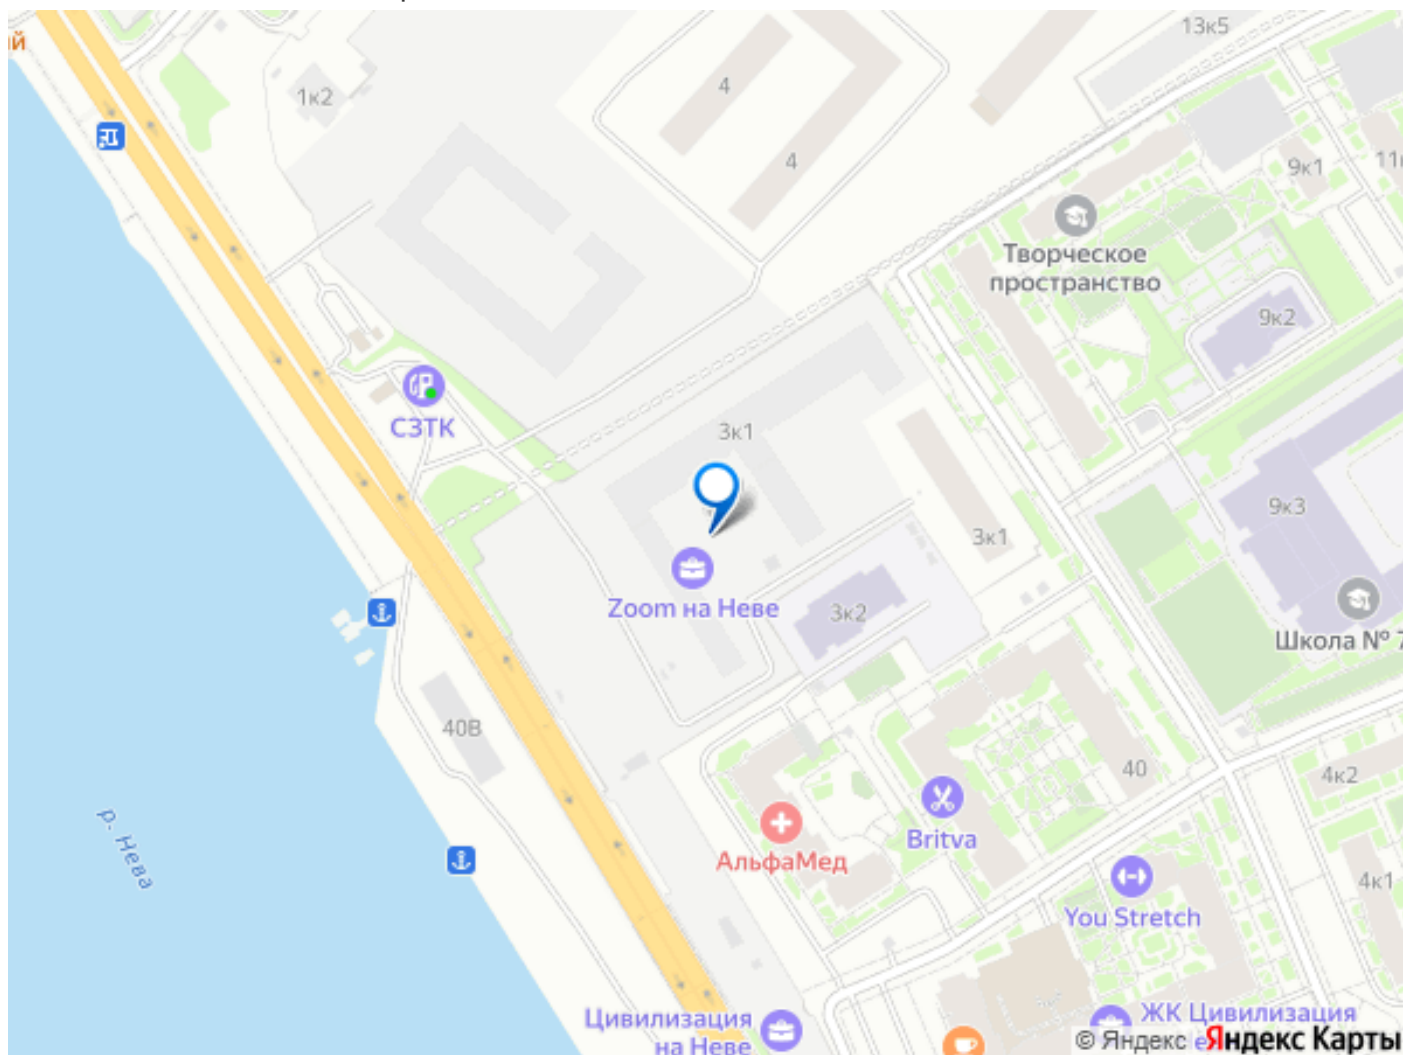 й
13к5
1к2
4
4
9к1
Творческое
пространство
9к2
СЗТК
3к1
9к3
3к1
Zoom на Неве
3к2
Школа № 7
40В
40
4к2
р. Нева
Britva
АльфаМед
4к1
You Stretch
Цивилизация
на Неве
ЖК Цивилизация
© Яндекс
Яндекс Карты